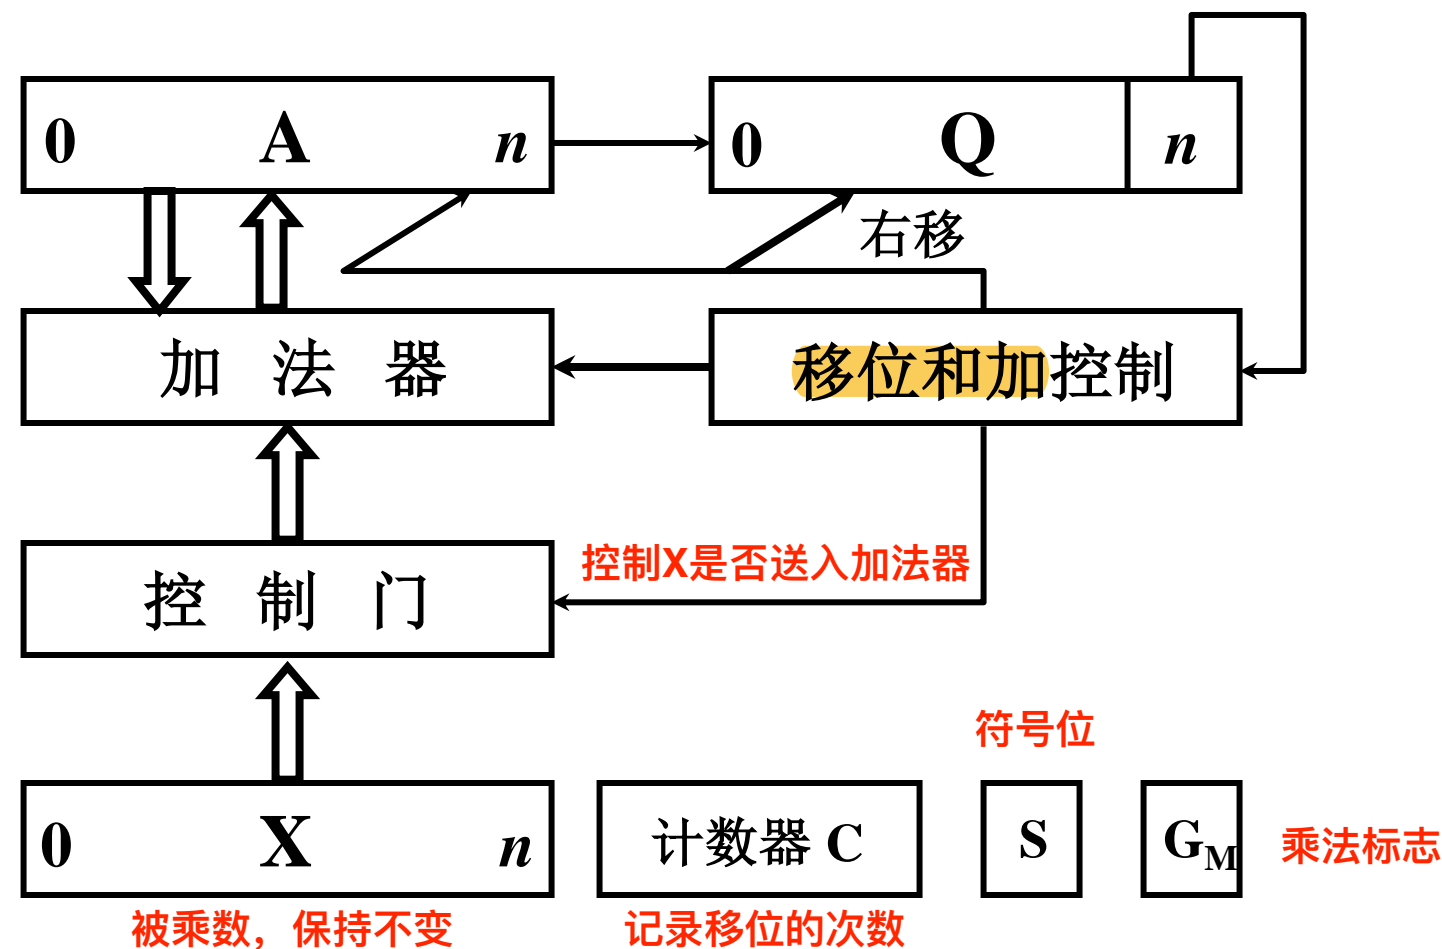 0 A n
0 Q n
右移
加 法 器
移位和加控制
控制X是否送入加法器
控 制 门
符号位
0 X n
计数器 C
S
GM
乘法标志
被乘数，保持不变
记录移位的次数